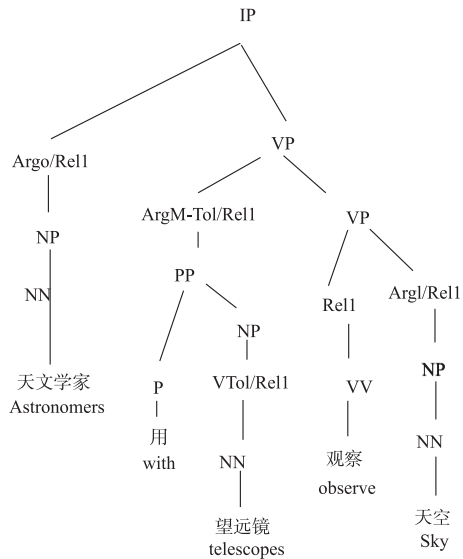 IP
VP
Argo/Rel1
ArgM-Tol/Rel1
VP
NP
PP
Rel1
Argl/Rel1
NN
NP
NP
天文学家
Astronomers
P
VTol/Rel1
VV
用
with
NN
观察
observe
NN
望远镜
telescopes
天空
Sky